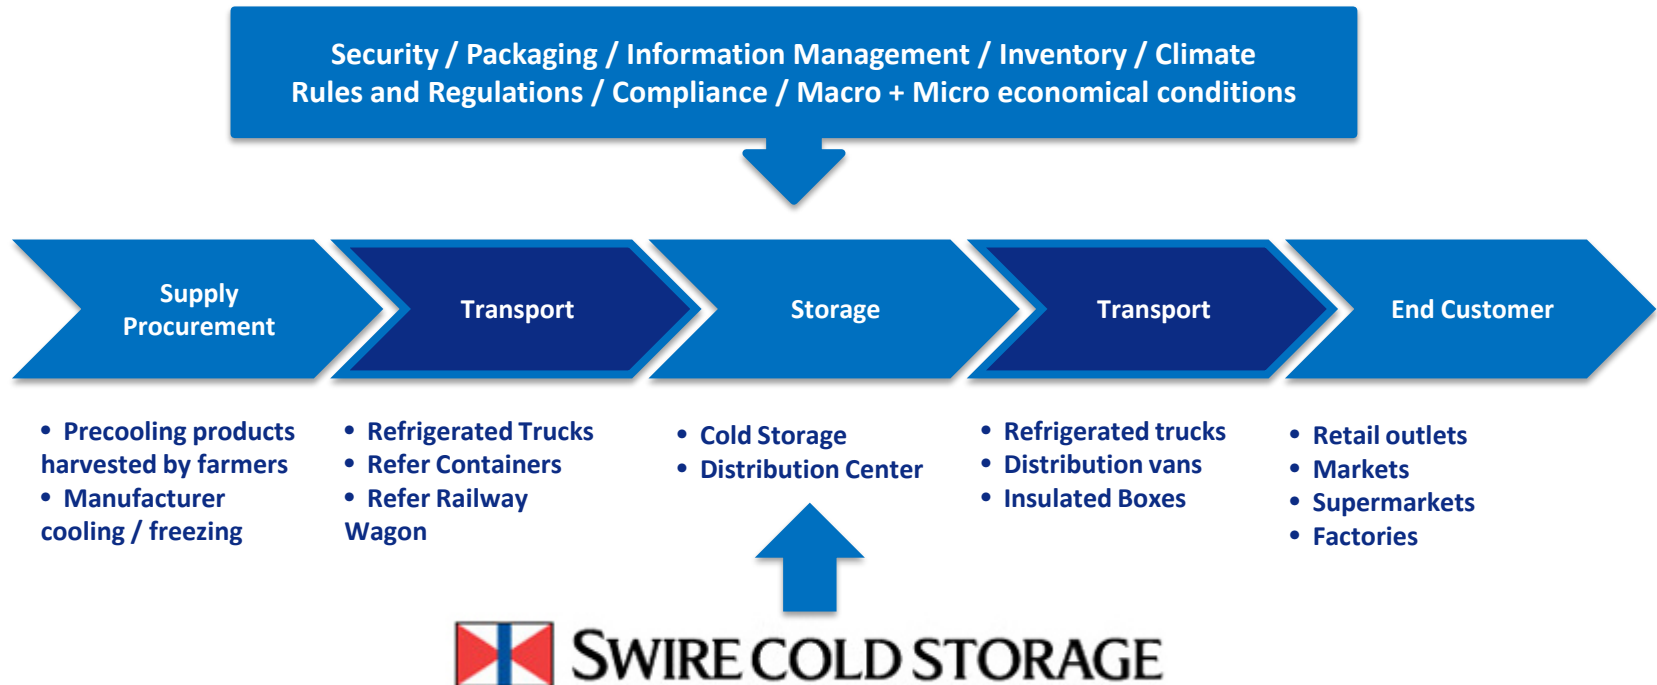 Security / Packaging / Information Management / Inventory / Climate
Rules and Regulations / Compliance / Macro + Micro economical conditions
Supply
Procurement
Transport
Storage
Transport
End Customer
• Precooling products
harvested by farmers
• Manufacturer
cooling / freezing
• Refrigerated Trucks
• Refer Containers
• Refer Railway
Wagon
• Cold Storage
• Distribution Center
• Refrigerated trucks
• Distribution vans
• Insulated Boxes
• Retail outlets
• Markets
• Supermarkets
• Factories
SWIRE COLD STORAGE